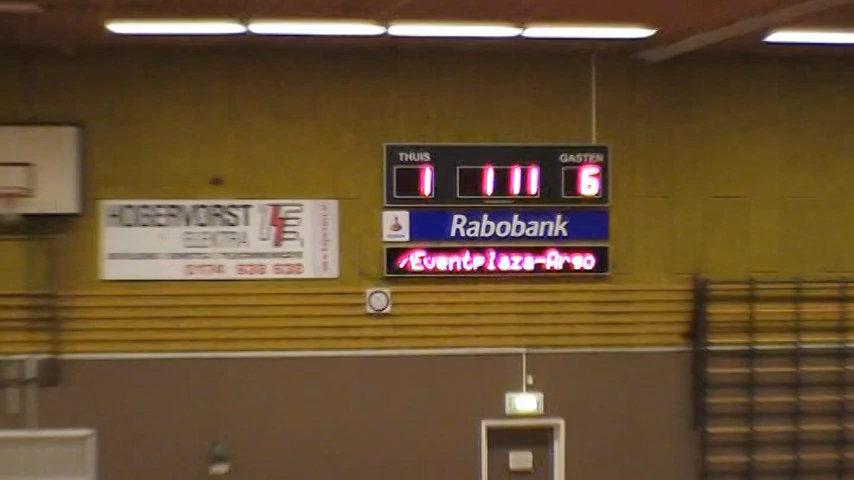 THUIS GASTEN
1 1 11 6
Rabobank
/Eventplaza-Argo
HOGERVORST
ELEKTRA
0174 638 638